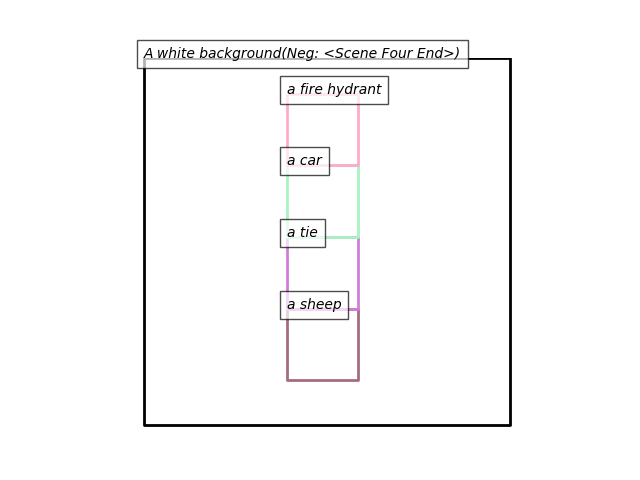 A white background(Neg: <Scene Four End>)
a fire hydrant
a car
a tie
a sheep